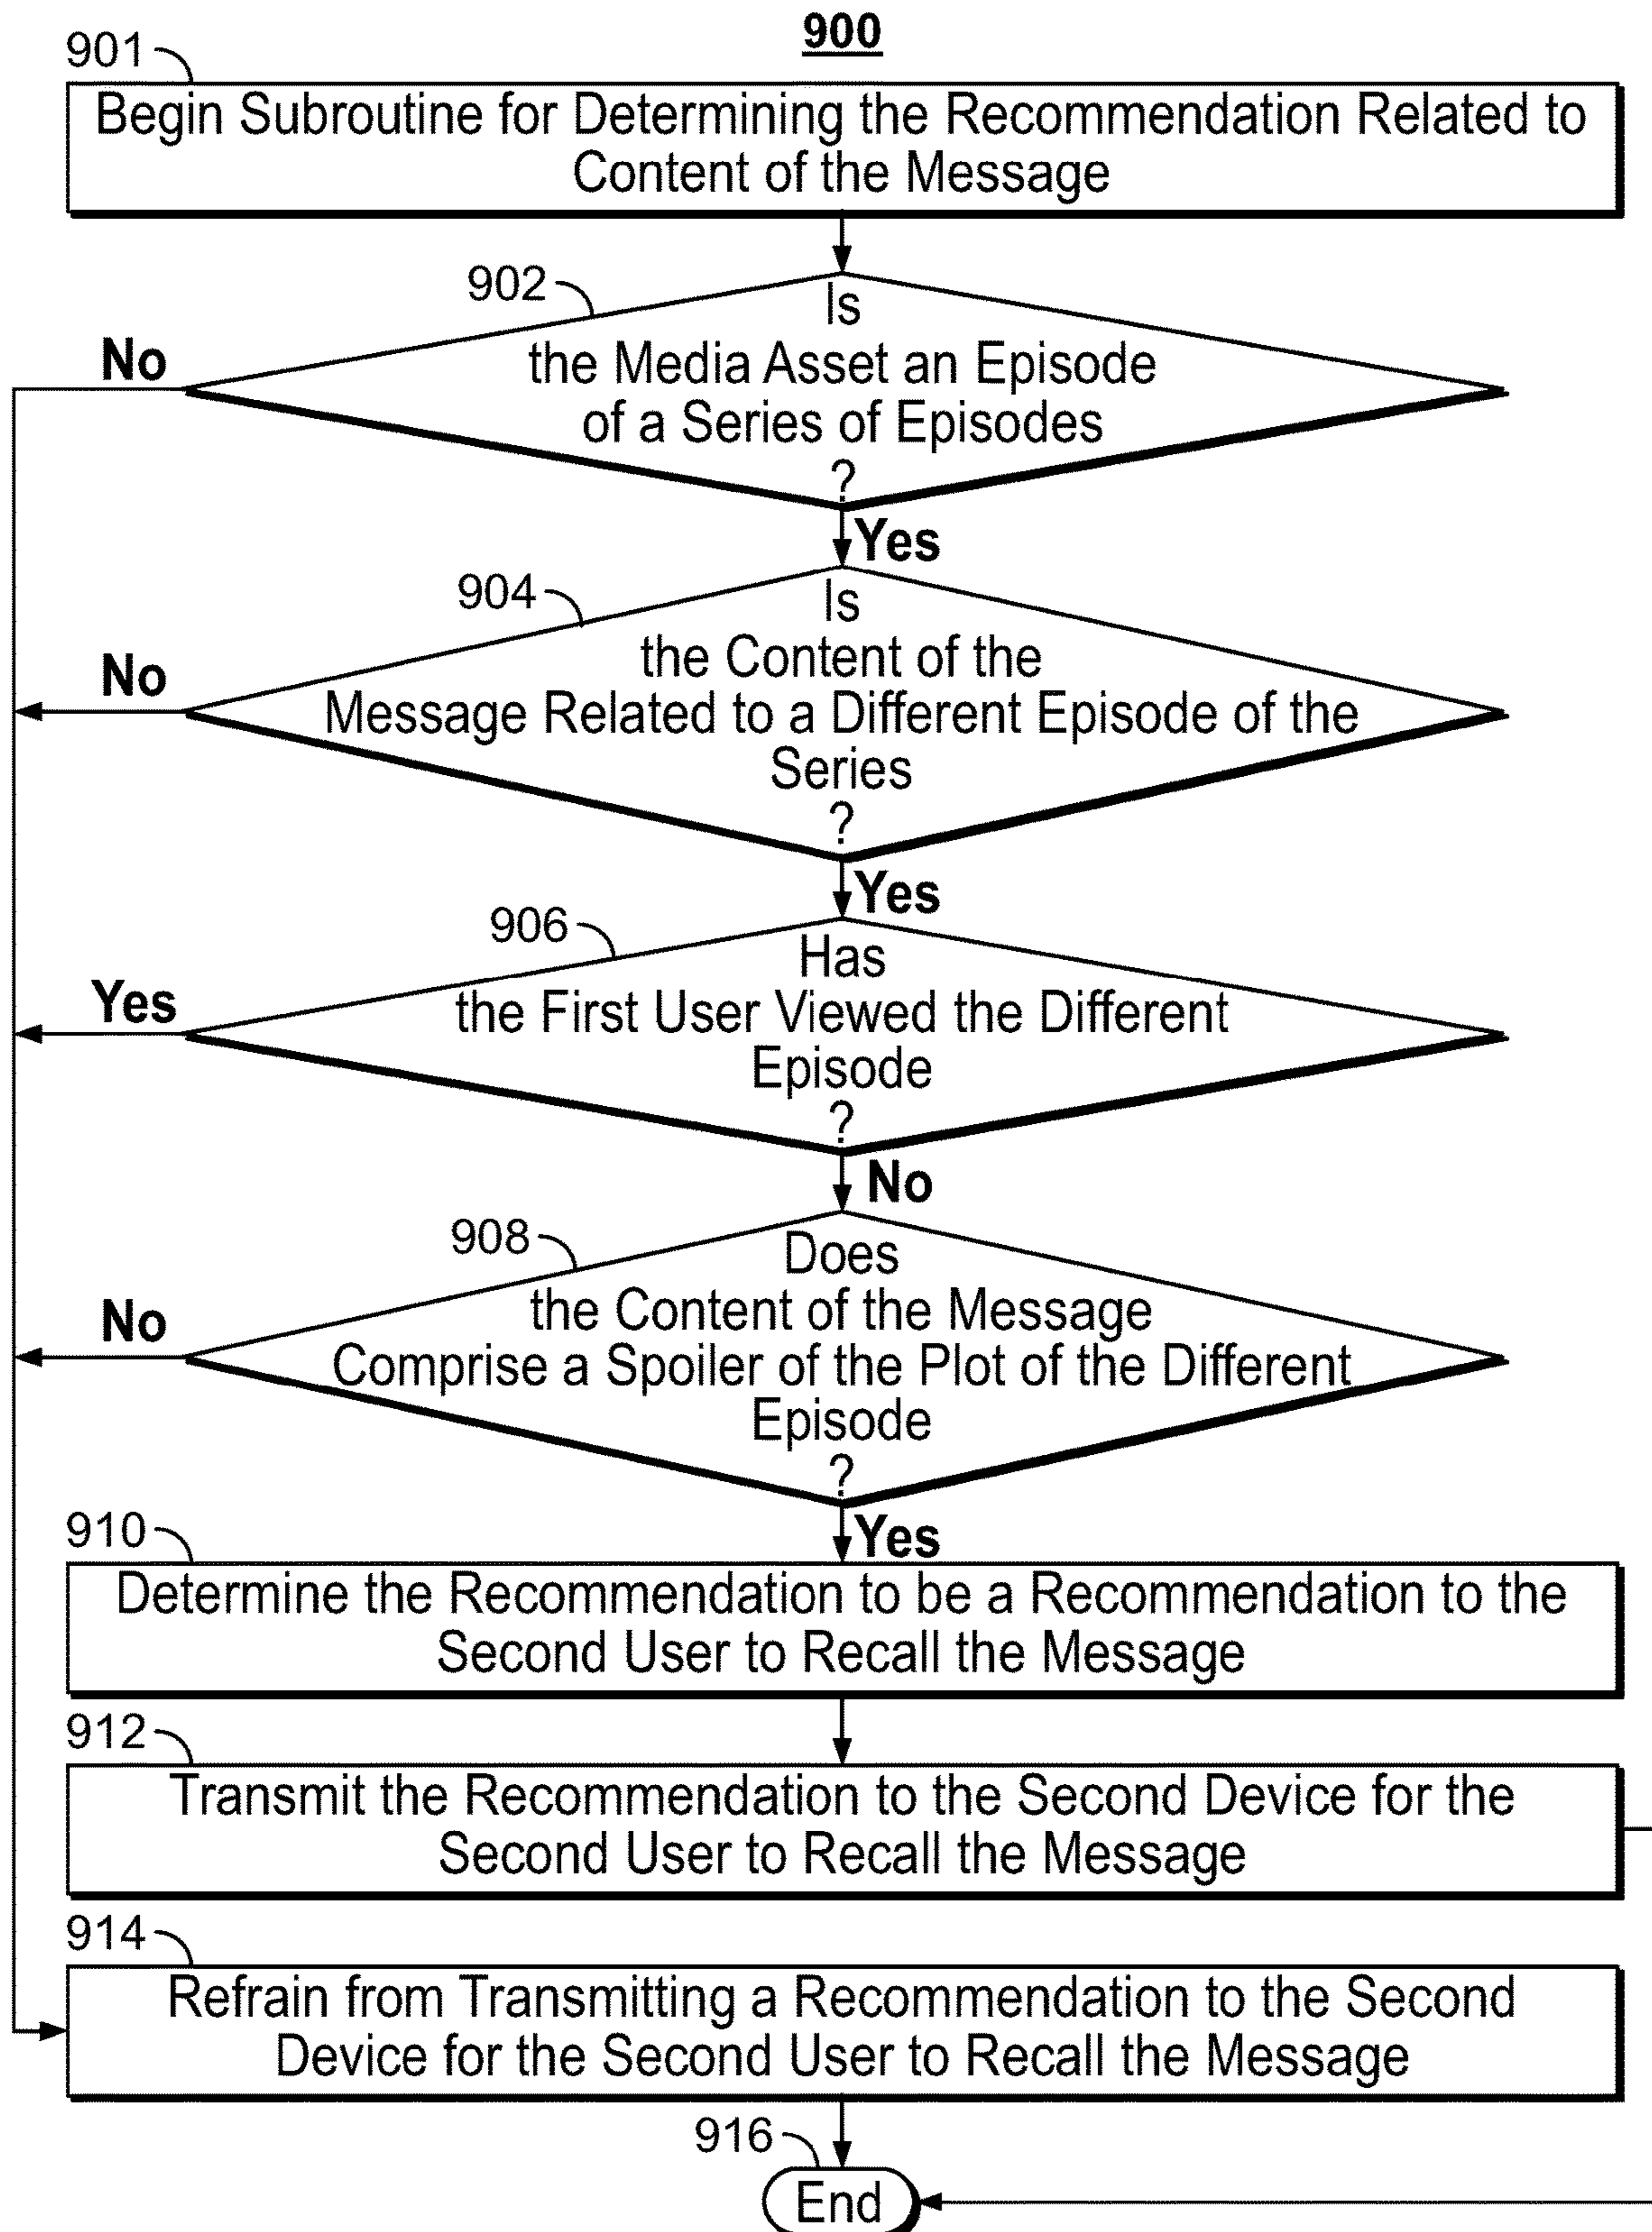 900
901
Begin Subroutine for Determining the Recommendation Related to
Content of the Message
902
Is
the Media Asset an Episode
of a Series of Episodes
?
No
Yes
904
Is
the Content of the
Message Related to a Different Episode of the
Series
?
No
Yes
906
Has
the First User Viewed the Different
Episode
?
Yes
No
908
Does
the Content of the Message
Comprise a Spoiler of the Plot of the Different
Episode
?
No
Yes
910
Determine the Recommendation to be a Recommendation to the
Second User to Recall the Message
912
Transmit the Recommendation to the Second Device for the
Second User to Recall the Message
914
Refrain from Transmitting a Recommendation to the Second
Device for the Second User to Recall the Message
916
End